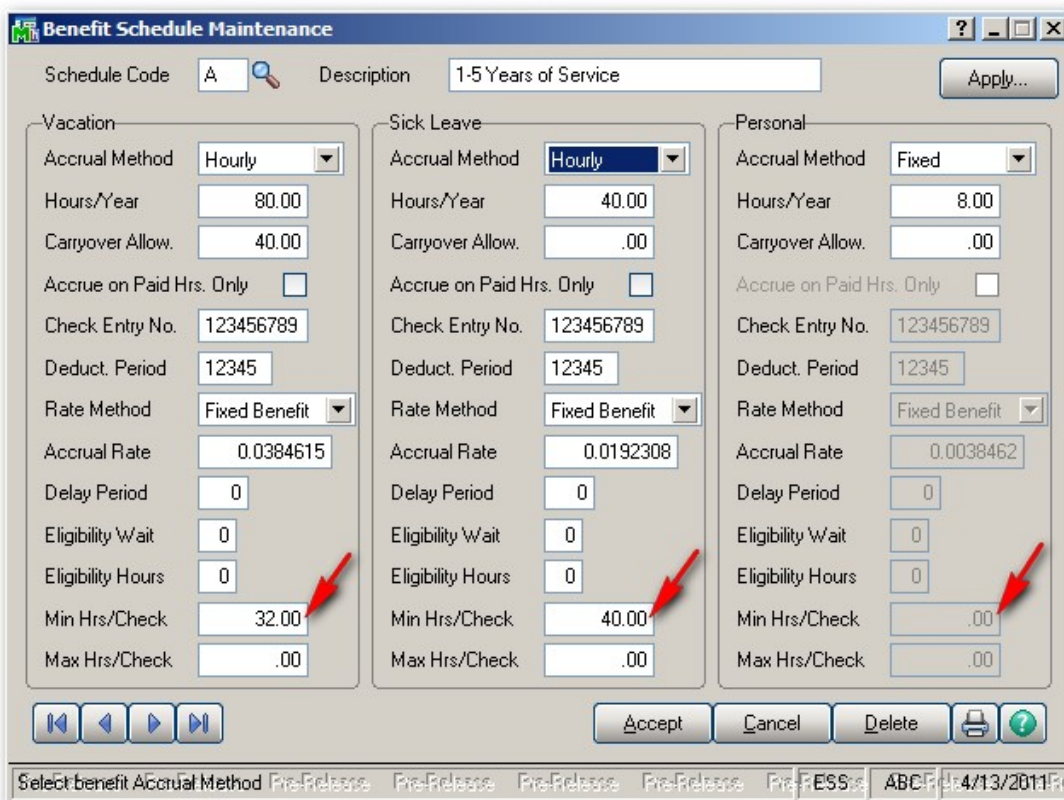 Benefit Schedule Maintenance
Schedule Code A Description 1-5 Years of Service Apply...
Vacation Sick Leave Personal
Accrual Method Hourly Accrual Method Hourly Accrual Method Fixed
Hours/Year 80.00 Hours/Year 40.00 Hours/Year 8.00
Carryover Allow. 40.00 Carryover Allow. .00 Carryover Allow. .00
Accrue on Paid Hrs. Only Accrue on Paid Hrs. Only Accrue on Paid Hrs. Only
Check Entry No. 123456789 Check Entry No. 123456789 Check Entry No. 123456789
Deduct. Period 12345 Deduct. Period 12345 Deduct. Period 12345
Rate Method Fixed Benefit Rate Method Fixed Benefit Rate Method Fixed Benefit
Accrual Rate 0.0384615 Accrual Rate 0.0192308 Accrual Rate 0.0038462
Delay Period 0 Delay Period 0 Delay Period 0
Eligibility Wait 0 Eligibility Wait 0 Eligibility Wait 0
Eligibility Hours 0 Eligibility Hours 0 Eligibility Hours 0
Min Hrs/Check 32.00 Min Hrs/Check 40.00 Min Hrs/Check .00
Max Hrs/Check .00 Max Hrs/Check .00 Max Hrs/Check .00
Accept Cancel Delete
Select benefit Accrual Method Pre-Release Pre-Release Pre-Release Pre-Release ESS ABC 4/13/2011